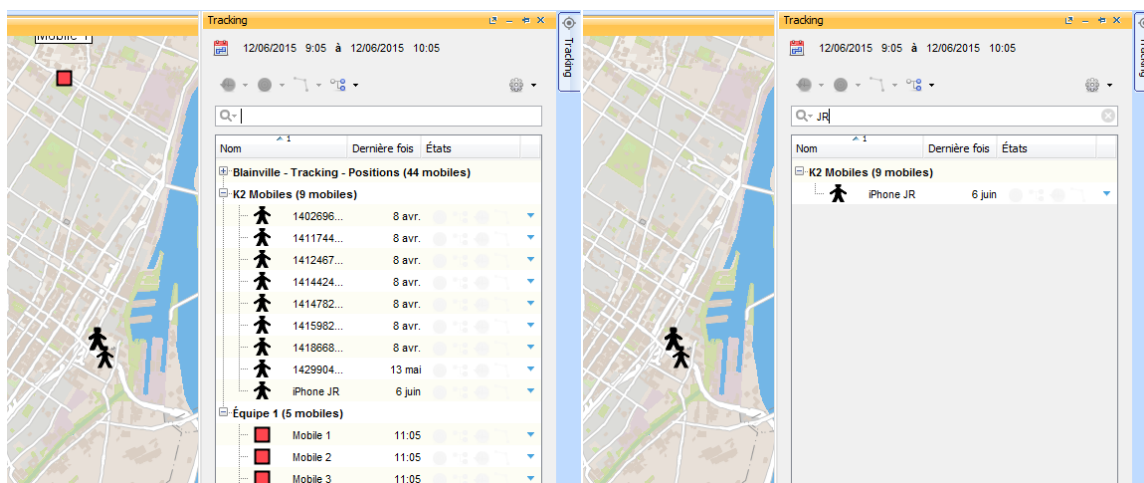 Mobile 1
Tracking
12/06/2015 9:05 à 12/06/2015 10:05
Nom 1 Dernière fois États
Blainville - Tracking - Positions (44 mobiles)
K2 Mobiles (9 mobiles)
1402696... 8 avr.
1411744... 8 avr.
1412467... 8 avr.
1414424... 8 avr.
1414782... 8 avr.
1415982... 8 avr.
1418668... 8 avr.
1429904... 13 mai
iPhone JR 6 juin
Équipe 1 (5 mobiles)
Mobile 1 11:05
Mobile 2 11:05
Mobile 3 11:05
Tracking
Tracking
12/06/2015 9:05 à 12/06/2015 10:05
JR
Nom 1 Dernière fois États
K2 Mobiles (9 mobiles)
iPhone JR 6 juin
Tracking